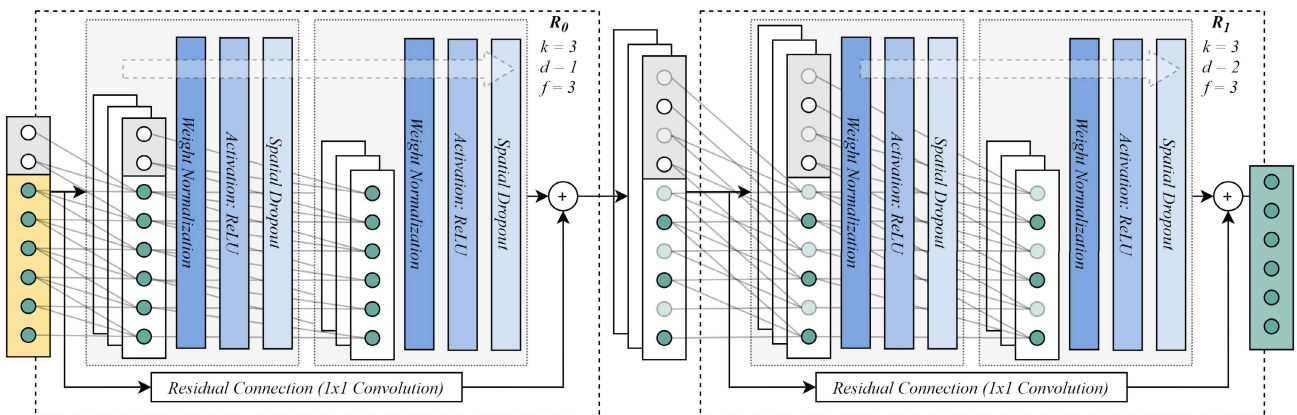 R0
k = 3
d = 1
f = 3
Weight Normalization
Activation: ReLU
Spatial Dropout
Weight Normalization
Activation: ReLU
Spatial Dropout
+
Residual Connection (1x1 Convolution)
R1
k = 3
d = 2
f = 3
Weight Normalization
Activation: ReLU
Spatial Dropout
Weight Normalization
Activation: ReLU
Spatial Dropout
+
Residual Connection (1x1 Convolution)